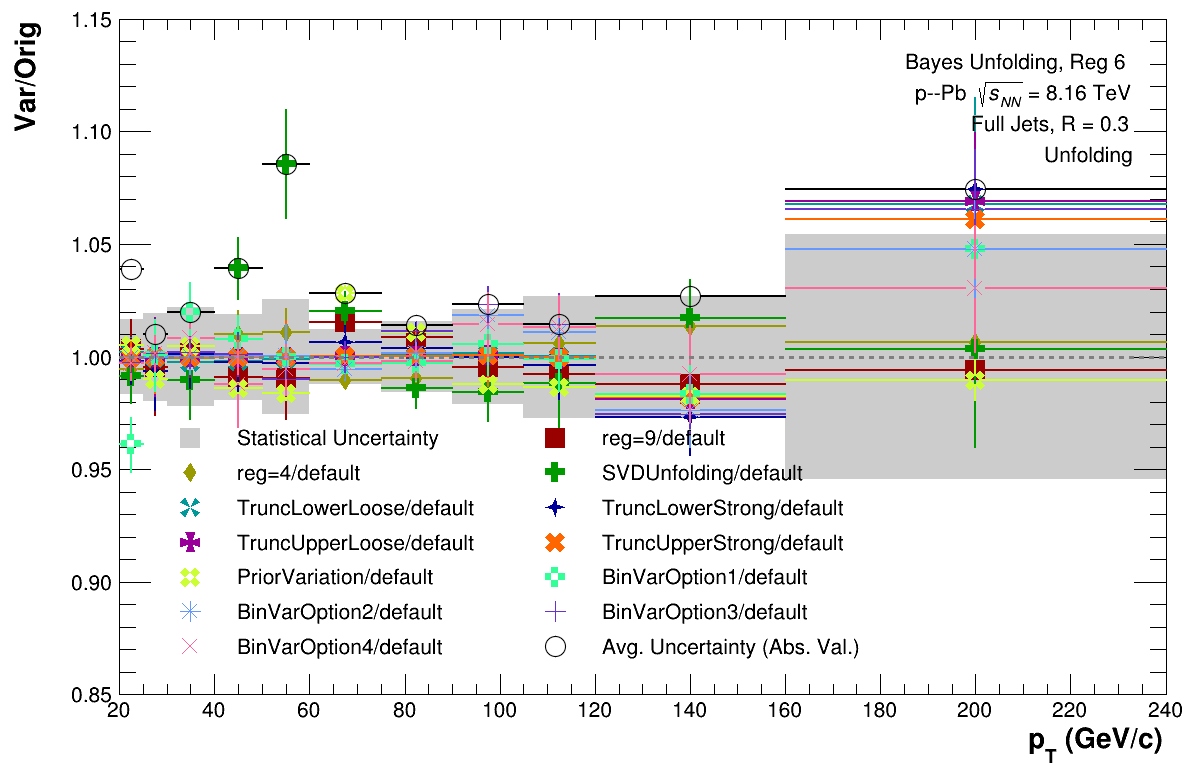 Var/Orig
1.15
1.10
1.05
1.00
0.95
0.90
0.85
Bayes Unfolding, Reg 6
p--Pb √sNN = 8.16 TeV
Full Jets, R = 0.3
Unfolding
Statistical Uncertainty
reg=9/default
reg=4/default
SVDUnfolding/default
TruncLowerLoose/default
TruncLowerStrong/default
TruncUpperLoose/default
TruncUpperStrong/default
PriorVariation/default
BinVarOption1/default
BinVarOption2/default
BinVarOption3/default
BinVarOption4/default
Avg. Uncertainty (Abs. Val.)
20 40 60 80 100 120 140 160 180 200 220 240
pT (GeV/c)